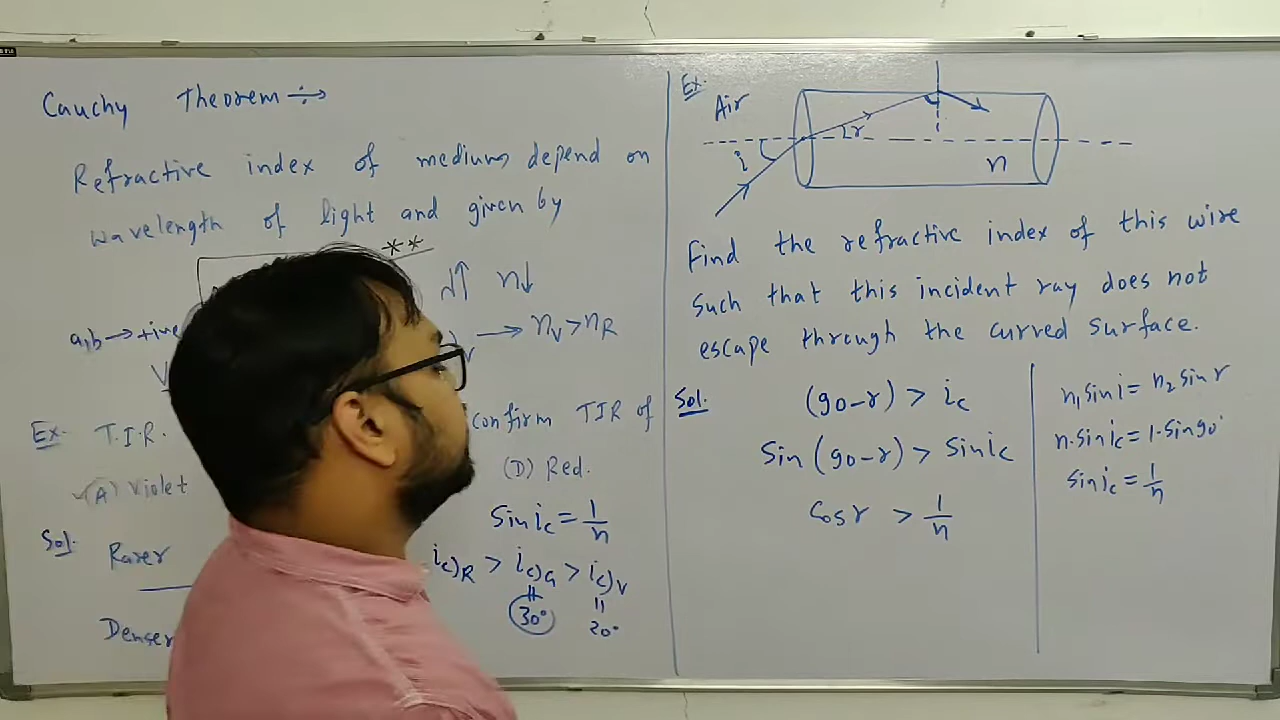 Cauchy Theorem ÷→
Refractive index of medium depend on
wavelength of light and given by
**
λ↑ n↓
a,b → +ive
→ nV > nR
Ex. T.I.R. confirm TIR of
(A) Violet (D) Red.
Sol. Rarer
Denser
sin ic = 1/n
ic)R > ic)G > ic)V
30° 20°
Ex.
Air
i
r
n
Find the refractive index of this wire
such that this incident ray does not
escape through the curved surface.
Sol. (90-r) > ic
sin (90-r) > sin ic
cos r > 1/n
n₁ sin i = n₂ sin r
n. sin ic = 1. sin 90°
sin ic = 1/n